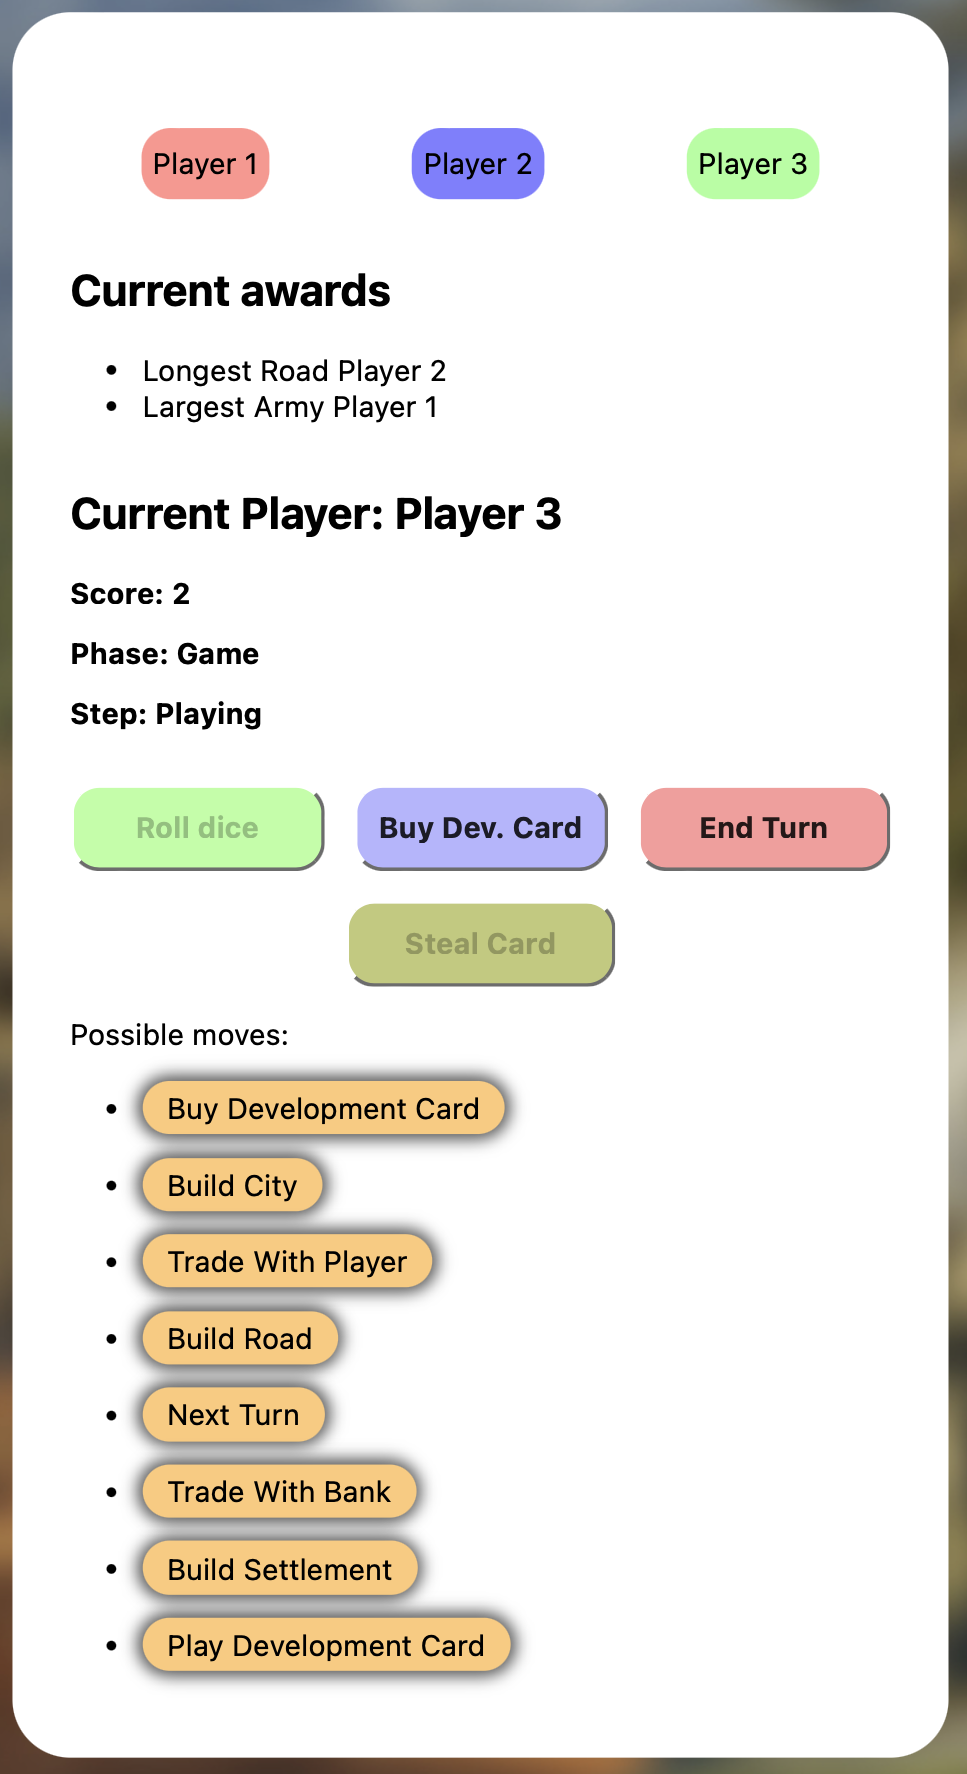 Player 1 Player 2 Player 3
Current awards
Longest Road Player 2
Largest Army Player 1
Current Player: Player 3
Score: 2
Phase: Game
Step: Playing
Roll dice Buy Dev. Card End Turn
Steal Card
Possible moves:
Buy Development Card
Build City
Trade With Player
Build Road
Next Turn
Trade With Bank
Build Settlement
Play Development Card